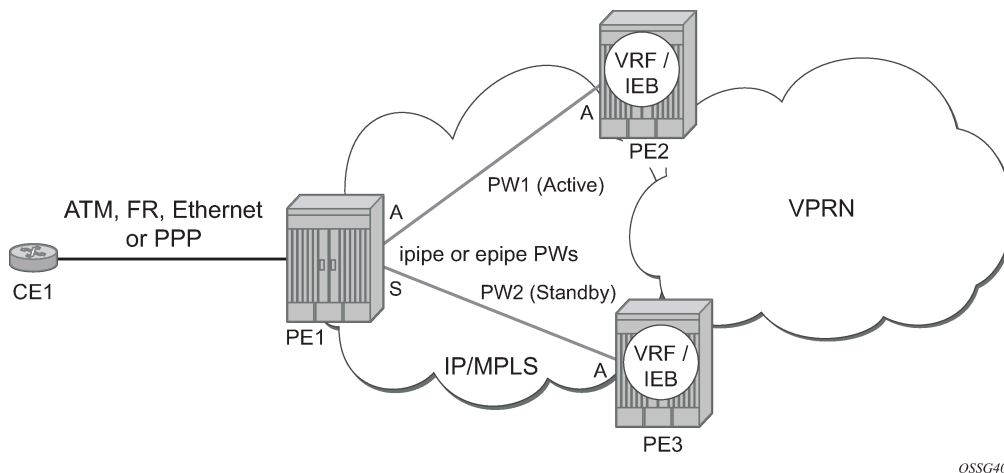 VRF /
IEB
A
PE2
PW1 (Active)
ATM, FR, Ethernet
or PPP
A
VPRN
ipipe or epipe PWs
CE1
S
PW2 (Standby)
PE1
IP/MPLS
A
VRF /
IEB
PE3